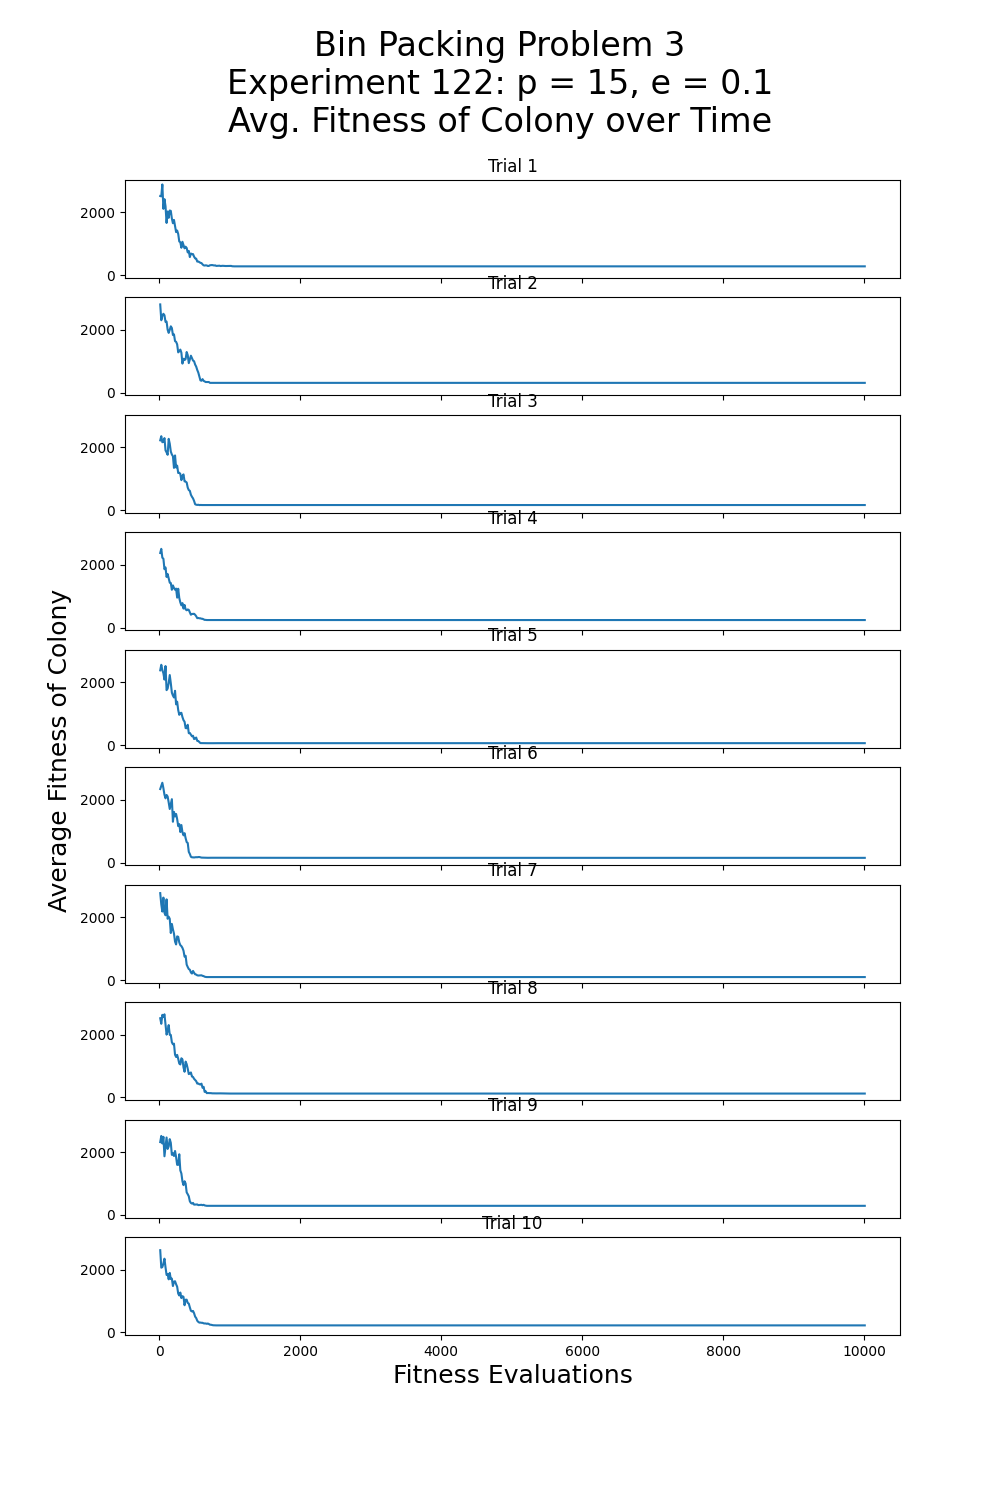 Bin Packing Problem 3
Experiment 122: p = 15, e = 0.1
Avg. Fitness of Colony over Time
Trial 1
2000
0
Trial 2
2000
0
Trial 3
2000
0
Trial 4
2000
0
Trial 5
2000
0
Trial 6
2000
0
Trial 7
2000
0
Trial 8
2000
0
Trial 9
2000
0
Trial 10
2000
0
0 2000 4000 6000 8000 10000
Fitness Evaluations
Average Fitness of Colony